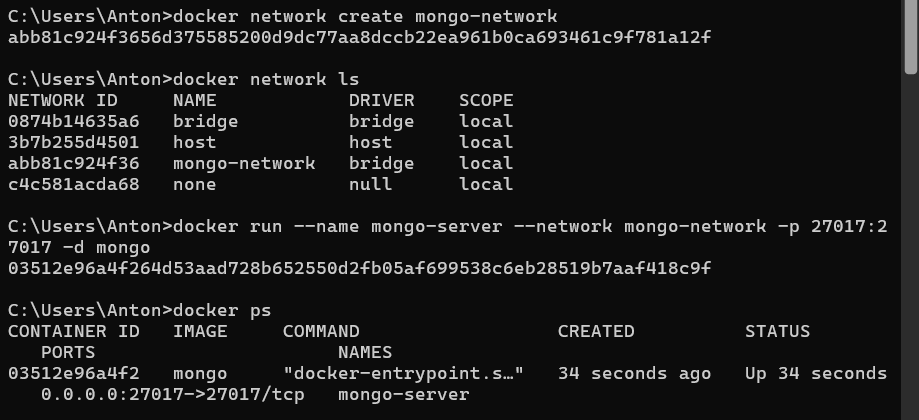 C:\Users\Anton>docker network create mongo-network
abb81c924f3656d375585200d9dc77aa8dccb22ea961b0ca693461c9f781a12f
C:\Users\Anton>docker network ls
NETWORK ID     NAME            DRIVER    SCOPE
0874b14635a6   bridge          bridge    local
3b7b255d4501   host            host      local
abb81c924f36   mongo-network   bridge    local
c4c581acda68   none            null      local
C:\Users\Anton>docker run --name mongo-server --network mongo-network -p 27017:2
7017 -d mongo
03512e96a4f264d53aad728b652550d2fb05af699538c6eb28519b7aaf418c9f
C:\Users\Anton>docker ps
CONTAINER ID   IMAGE     COMMAND                  CREATED          STATUS
   PORTS                      NAMES
03512e96a4f2   mongo     "docker-entrypoint.s…"   34 seconds ago   Up 34 seconds
   0.0.0.0:27017->27017/tcp   mongo-server